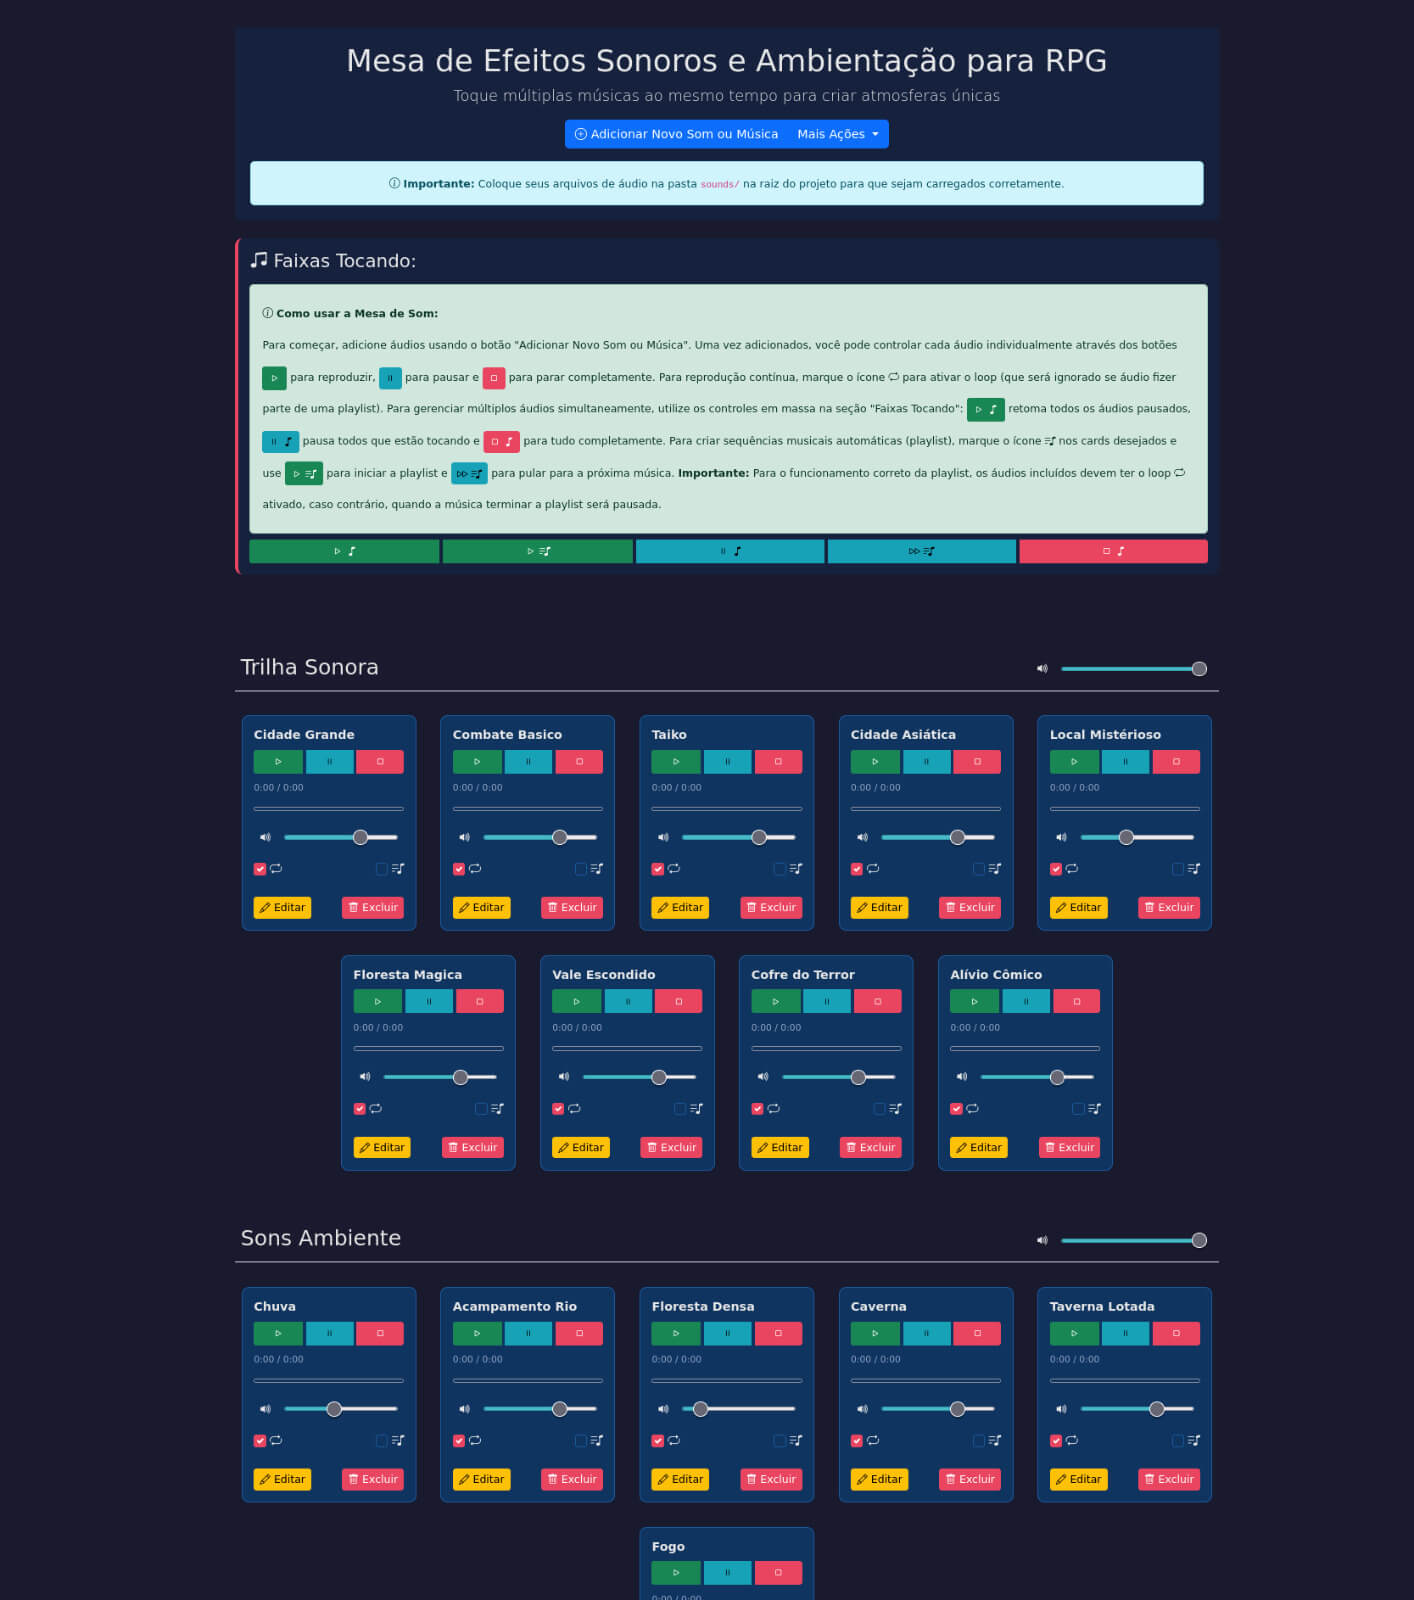 Mesa de Efeitos Sonoros e Ambientação para RPG
Toque múltiplas músicas ao mesmo tempo para criar atmosferas únicas
Adicionar Novo Som ou Música Mais Ações
Importante: Coloque seus arquivos de áudio na pasta sounds/ na raiz do projeto para que sejam carregados corretamente.
Faixas Tocando:
Como usar a Mesa de Som:
Para começar, adicione áudios usando o botão "Adicionar Novo Som ou Música". Uma vez adicionados, você pode controlar cada áudio individualmente através dos botões
para reproduzir, para pausar e para parar completamente. Para reprodução contínua, marque o ícone para ativar o loop (que será ignorado se áudio fizer
parte de uma playlist). Para gerenciar múltiplos áudios simultaneamente, utilize os controles em massa na seção "Faixas Tocando": retoma todos os áudios pausados,
pausa todos que estão tocando e para tudo completamente. Para criar sequências musicais automáticas (playlist), marque o ícone nos cards desejados e
use para iniciar a playlist e para pular para a próxima música. Importante: Para o funcionamento correto da playlist, os áudios incluídos devem ter o loop
ativado, caso contrário, quando a música terminar a playlist será pausada.
Trilha Sonora
Cidade Grande Combate Basico Taiko Cidade Asiática Local Mistérioso
0:00 / 0:00 0:00 / 0:00 0:00 / 0:00 0:00 / 0:00 0:00 / 0:00
Editar Excluir Editar Excluir Editar Excluir Editar Excluir Editar Excluir
Floresta Magica Vale Escondido Cofre do Terror Alívio Cômico
0:00 / 0:00 0:00 / 0:00 0:00 / 0:00 0:00 / 0:00
Editar Excluir Editar Excluir Editar Excluir Editar Excluir
Sons Ambiente
Chuva Acampamento Rio Floresta Densa Caverna Taverna Lotada
0:00 / 0:00 0:00 / 0:00 0:00 / 0:00 0:00 / 0:00 0:00 / 0:00
Editar Excluir Editar Excluir Editar Excluir Editar Excluir Editar Excluir
Fogo
0:00 / 0:00